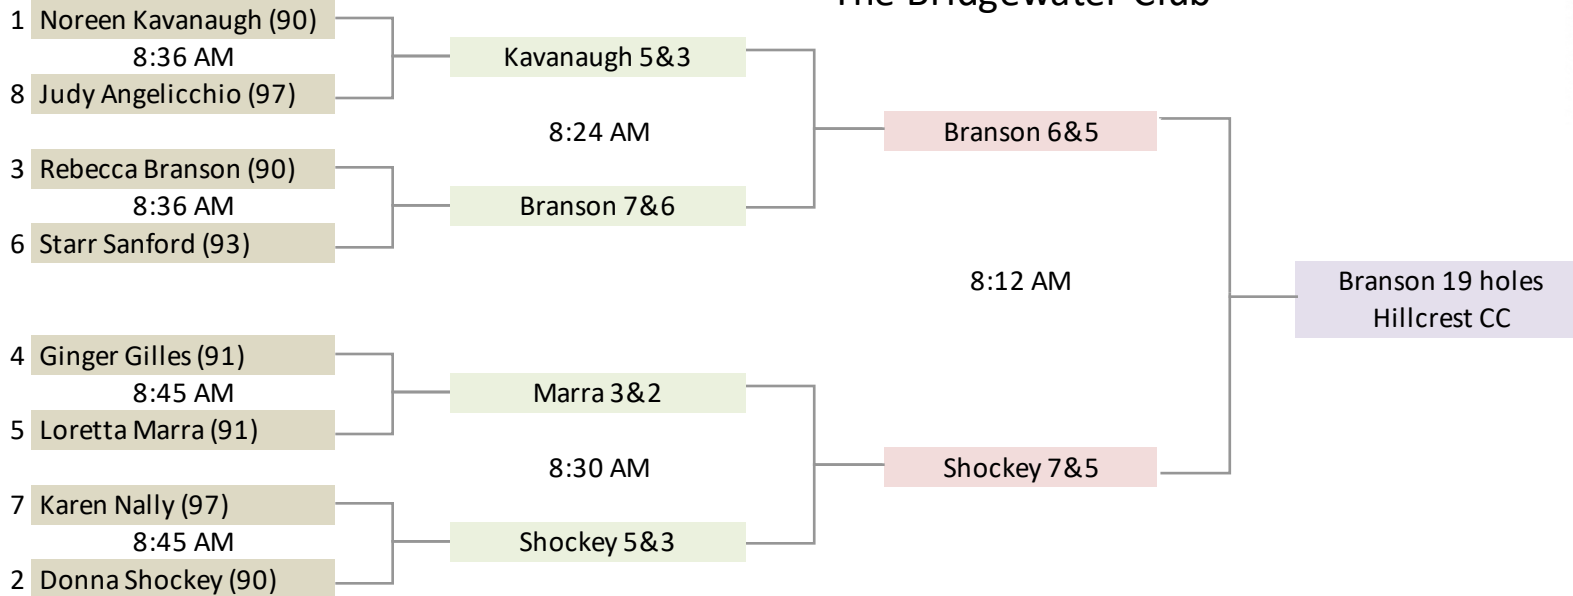 The Bridgewater Club
1 Noreen Kavanaugh (90)
8:36 AM
8 Judy Angelicchio (97)
Kavanaugh 5&3
8:24 AM
3 Rebecca Branson (90)
8:36 AM
6 Starr Sanford (93)
Branson 7&6
Branson 6&5
8:12 AM
Branson 19 holes
Hillcrest CC
4 Ginger Gilles (91)
8:45 AM
5 Loretta Marra (91)
Marra 3&2
8:30 AM
7 Karen Nally (97)
8:45 AM
2 Donna Shockey (90)
Shockey 5&3
Shockey 7&5